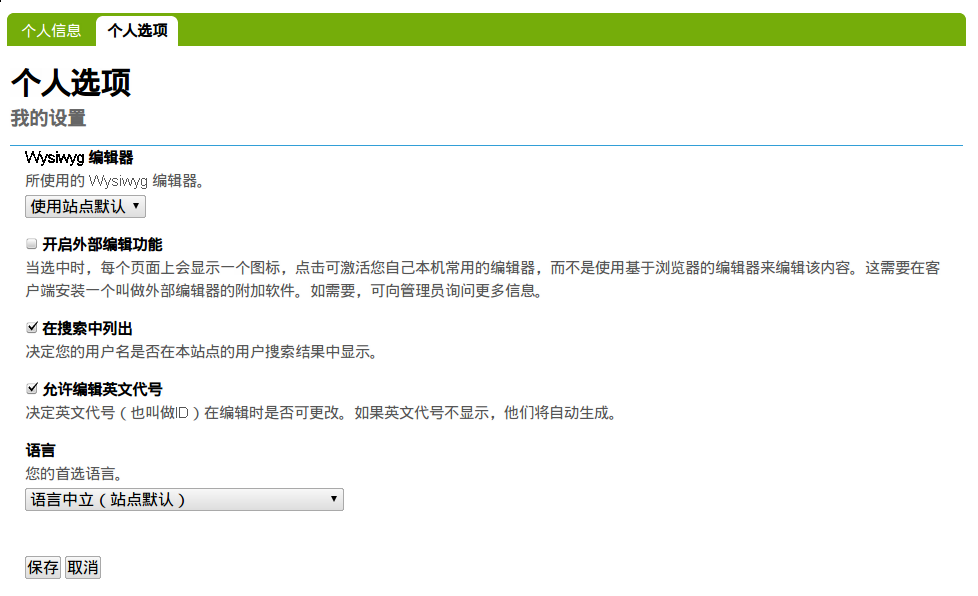 个人信息 个人选项
个人选项
我的设置
Wysiwyg 编辑器
所使用的 Wysiwyg 编辑器。
使用站点默认
开启外部编辑功能
当选中时，每个页面上会显示一个图标，点击可激活您自己本机常用的编辑器，而不是使用基于浏览器的编辑器来编辑该内容。这需要在客
户端安装一个叫做外部编辑器的附加软件。如需要，可向管理员询问更多信息。
在搜索中列出
决定您的用户名是否在本站点的用户搜索结果中显示。
允许编辑英文代号
决定英文代号（也叫做ID）在编辑时是否可更改。如果英文代号不显示，他们将自动生成。
语言
您的首选语言。
语言中立（站点默认）
保存 取消